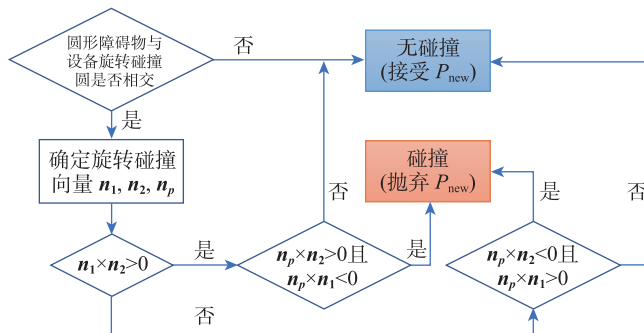 圆形障碍物与
设备旋转碰撞
圆是否相交
否
无碰撞
(接受 Pnew)
是
确定旋转碰撞
向量 n1, n2, np
碰撞
(抛弃 Pnew)
否
是
否
n1×n2>0
是
np×n2>0且
np×n1<0
是
np×n2<0且
np×n1>0
否